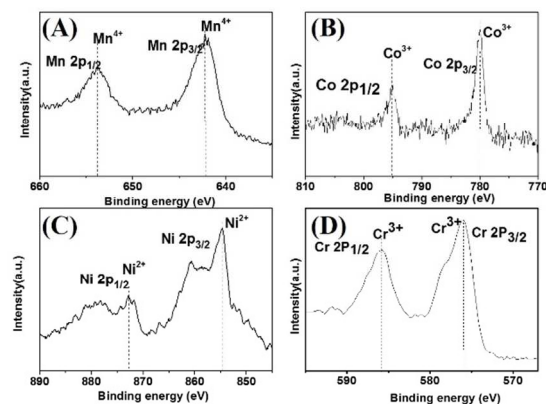 (A)
Mn⁴⁺
Mn 2p₁/₂
Mn 2p₃/₂
Mn⁴⁺
Intensity(a.u.)
660 650 640
Binding energy (eV)
(B)
Co³⁺
Co 2p1/2
Co 2p₃/₂
Co³⁺
Intensity(a.u.)
810 800 790 780 770
Binding energy (eV)
(C)
Ni 2p₁/₂
Ni²⁺
Ni 2p₃/₂
Ni²⁺
Intensity(a.u.)
890 880 870 860 850
Binding energy (eV)
(D)
Cr 2P₁/₂
Cr³⁺
Cr³⁺
Cr 2P₃/₂
Intensity(a.u.)
590 580 570
Binding energy (eV)